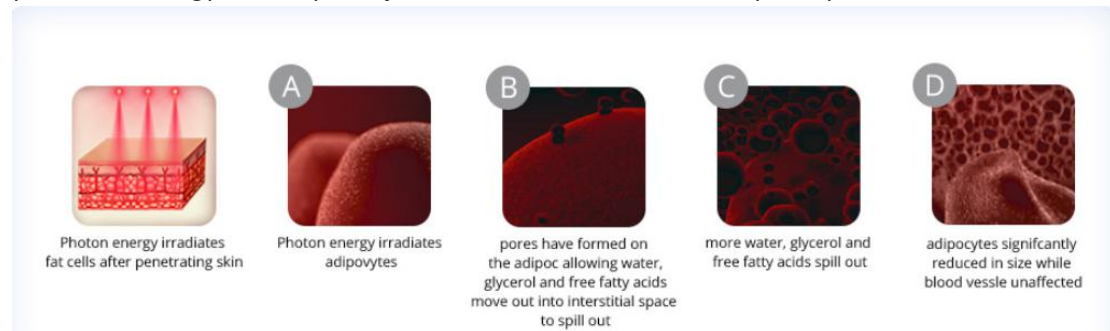 A
B
C
D
Photon energy irradiates
fat cells after penetrating skin
Photon energy irradiates
adipovytes
pores have formed on
the adipoc allowing water,
glycerol and free fatty acids
move out into interstitial space
to spill out
more water, glycerol and
free fatty acids spill out
adipocytes signifcantly
reduced in size while
blood vessle unaffected